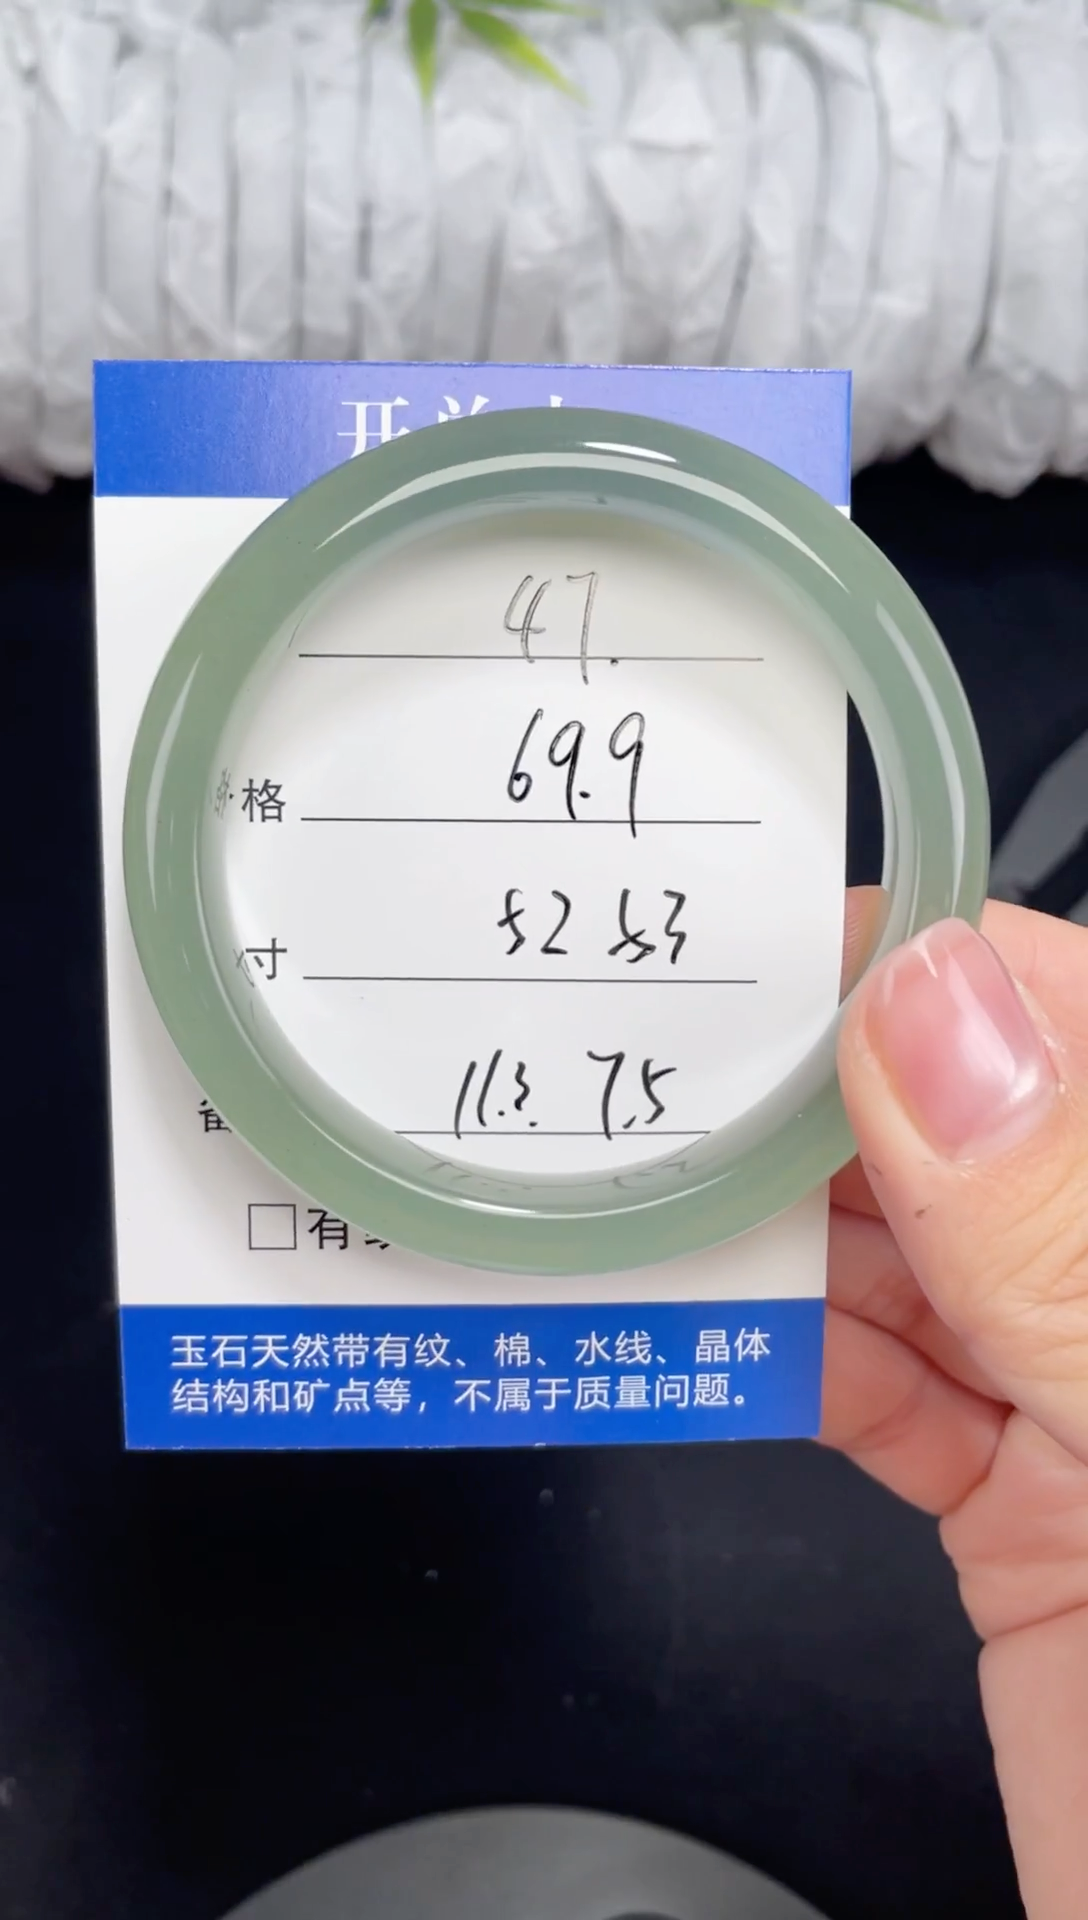 47.
格 69.9
寸 52 53
11.3. 7.5
□有
玉石天然带有纹、棉、水线、晶体
结构和矿点等，不属于质量问题。